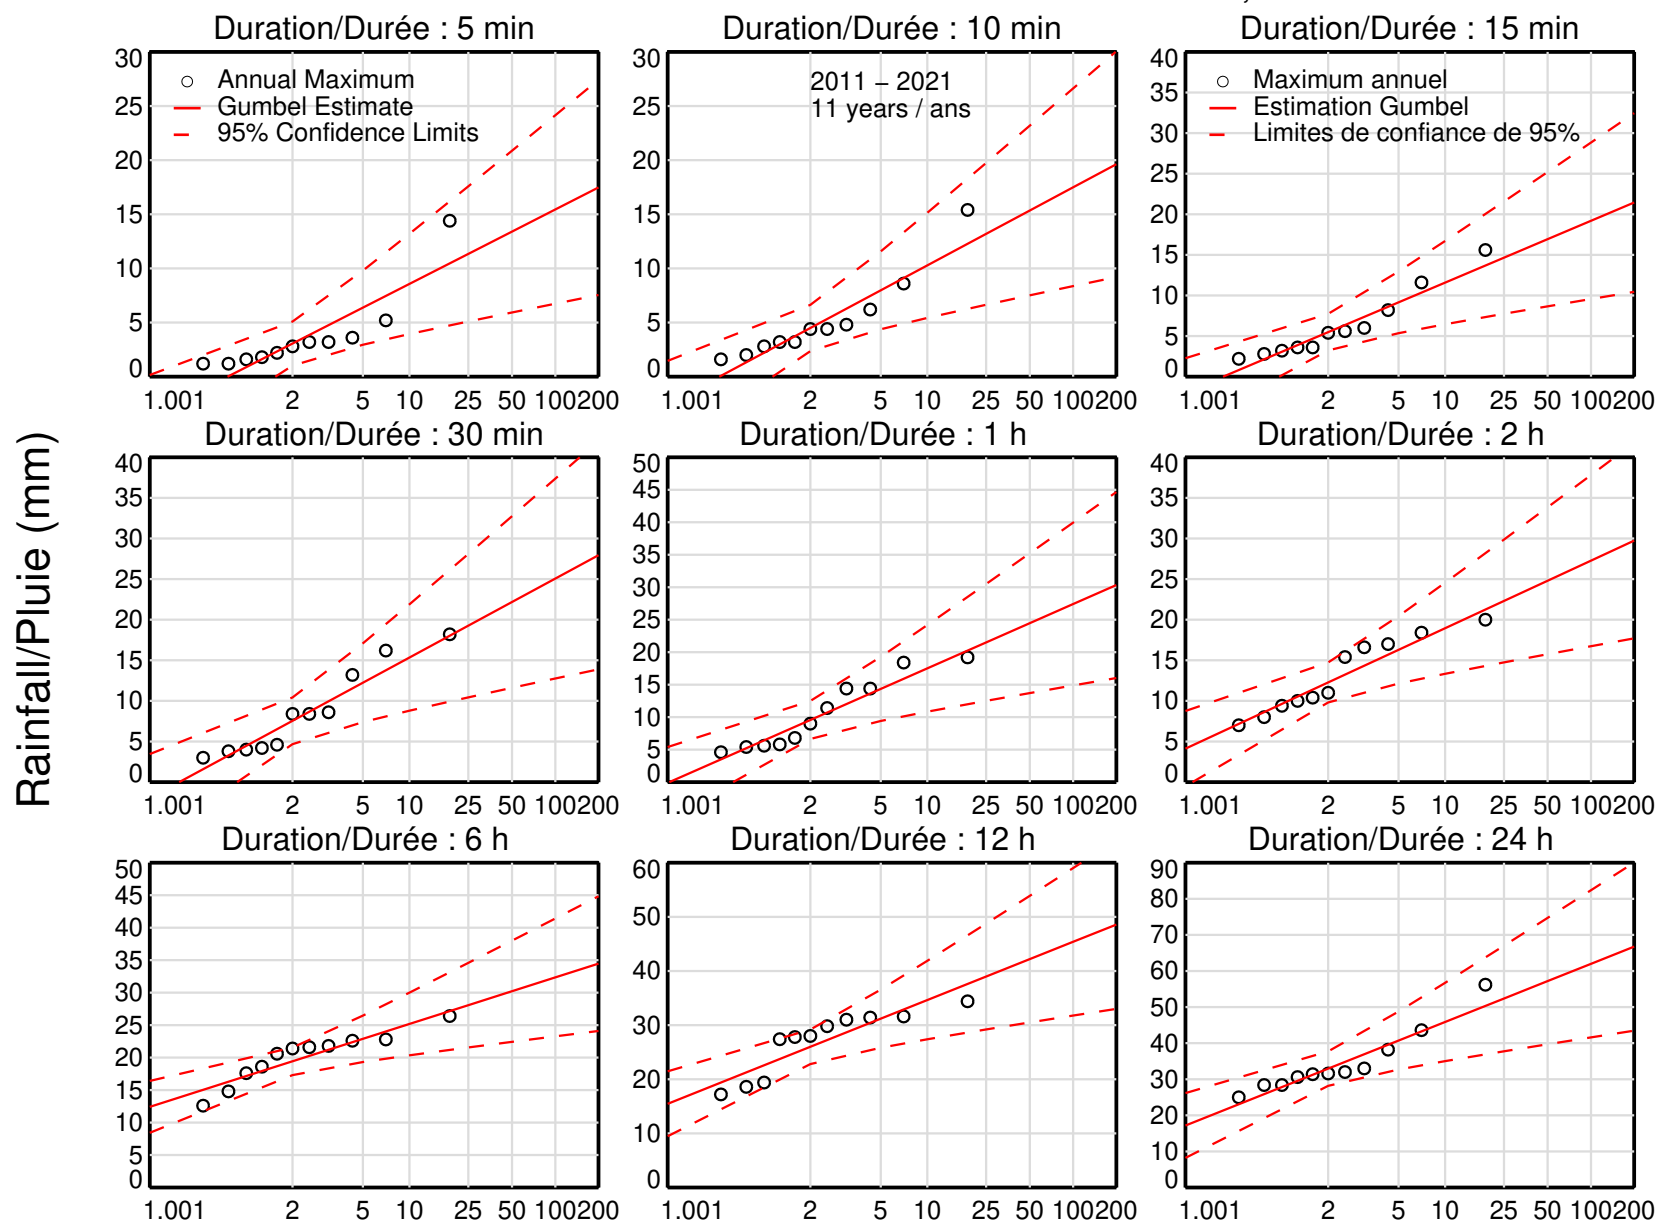 Duration/Durée : 5 min
Duration/Durée : 10 min
Duration/Durée : 15 min
30
25
20
15
10
5
0
Annual Maximum
Gumbel Estimate
95% Confidence Limits
1.001 2 5 10 25 50 100200
30
25
20
15
10
5
0
2011 – 2021
11 years / ans
1.001 2 5 10 25 50 100200
40
35
30
25
20
15
10
5
0
Maximum annuel
Estimation Gumbel
Limites de confiance de 95%
1.001 2 5 10 25 50 100200
Rainfall/Pluie (mm)
Duration/Durée : 30 min
Duration/Durée : 1 h
Duration/Durée : 2 h
40
35
30
25
20
15
10
5
0
1.001 2 5 10 25 50 100200
50
45
40
35
30
25
20
15
10
5
0
1.001 2 5 10 25 50 100200
40
35
30
25
20
15
10
5
0
1.001 2 5 10 25 50 100200
Duration/Durée : 6 h
Duration/Durée : 12 h
Duration/Durée : 24 h
50
45
40
35
30
25
20
15
10
5
0
1.001 2 5 10 25 50 100200
60
50
40
30
20
10
0
1.001 2 5 10 25 50 100200
90
80
70
60
50
40
30
20
10
0
1.001 2 5 10 25 50 100200